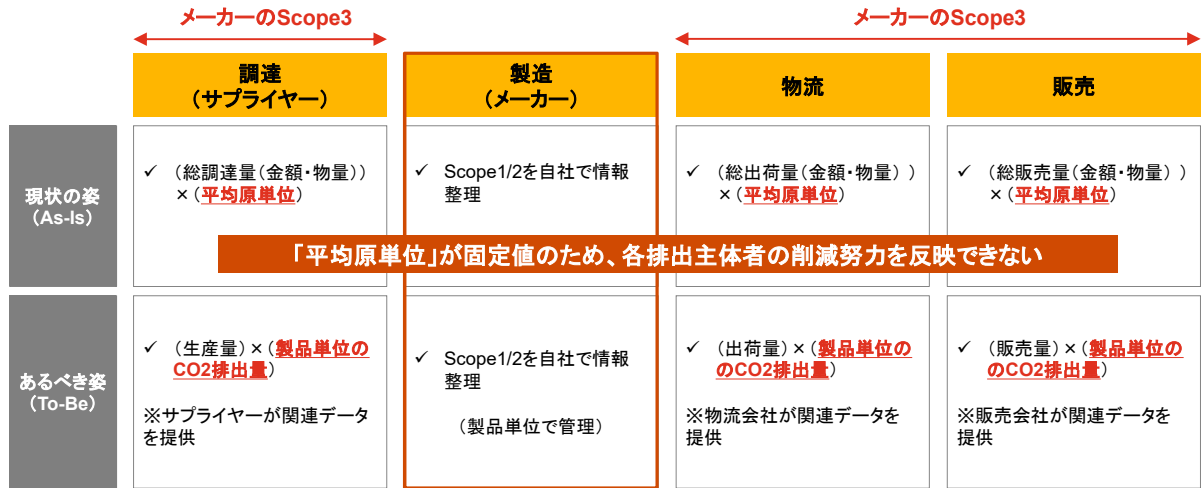 メーカーのScope3
メーカーのScope3
調達
（サプライヤー）
製造
（メーカー）
物流
販売
現状の姿
（As-Is）
✓ （総調達量（金額・物量））
×（平均原単位）
✓ Scope1/2を自社で情報
整理
✓ （総出荷量（金額・物量） ）
×（平均原単位）
✓ （総販売量（金額・物量） ）
×（平均原単位）
「平均原単位」が固定値のため、各排出主体者の削減努力を反映できない
あるべき姿
（To-Be）
✓ （生産量）×（製品単位の
CO2排出量）
※サプライヤーが関連データ
を提供
✓ Scope1/2を自社で情報
整理
（製品単位で管理）
✓ （出荷量）×（製品単位の
のCO2排出量）
※物流会社が関連データを
提供
✓ （販売量）×（製品単位の
のCO2排出量）
※販売会社が関連データを
提供